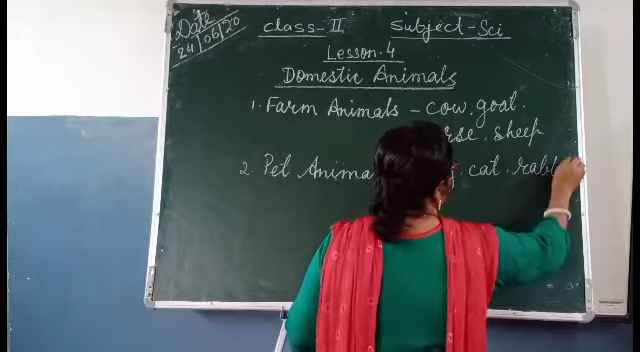 Date
24/06/20
Class-II Subject-Sci
Lesson.4
Domestic Animals
1. Farm Animals - cow, goat.
sheep
2. Pet cat,